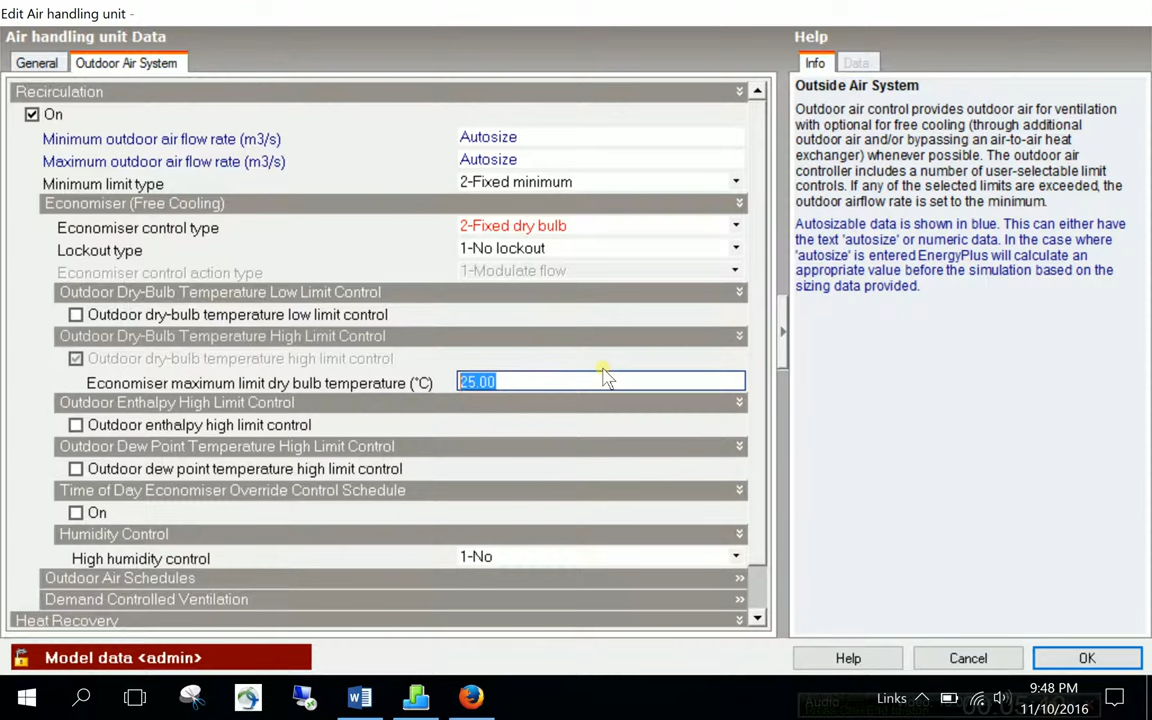 Edit Air handling unit -
Air handling unit Data
General
Outdoor Air System
Recirculation
On
Minimum outdoor air flow rate (m3/s)
Autosize
Maximum outdoor air flow rate (m3/s)
Autosize
Minimum limit type
2-Fixed minimum
Economiser (Free Cooling)
Economiser control type
2-Fixed dry bulb
Lockout type
1-No lockout
Economiser control action type
1-Modulate flow
Outdoor Dry-Bulb Temperature Low Limit Control
Outdoor dry-bulb temperature low limit control
Outdoor Dry-Bulb Temperature High Limit Control
Outdoor dry-bulb temperature high limit control
Economiser maximum limit dry bulb temperature (°C)
25.00
Outdoor Enthalpy High Limit Control
Outdoor enthalpy high limit control
Outdoor Dew Point Temperature High Limit Control
Outdoor dew point temperature high limit control
Time of Day Economiser Override Control Schedule
On
Humidity Control
High humidity control
1-No
Outdoor Air Schedules
Demand Controlled Ventilation
Heat Recovery
Help
Info
Data
Outside Air System
Outdoor air control provides outdoor air for ventilation
with optional for free cooling (through additional
outdoor air and/or bypassing an air-to-air heat
exchanger) whenever possible. The outdoor air
controller includes a number of user-selectable limit
controls. If any of the selected limits are exceeded, the
outdoor airflow rate is set to the minimum.
Autosizable data is shown in blue. This can either have
the text 'autosize' or numeric data. In the case where
'autosize' is entered EnergyPlus will calculate an
appropriate value before the simulation based on the
sizing data provided.
Model data <admin>
Help
Cancel
OK
Links
9:48 PM
11/10/2016
Audio